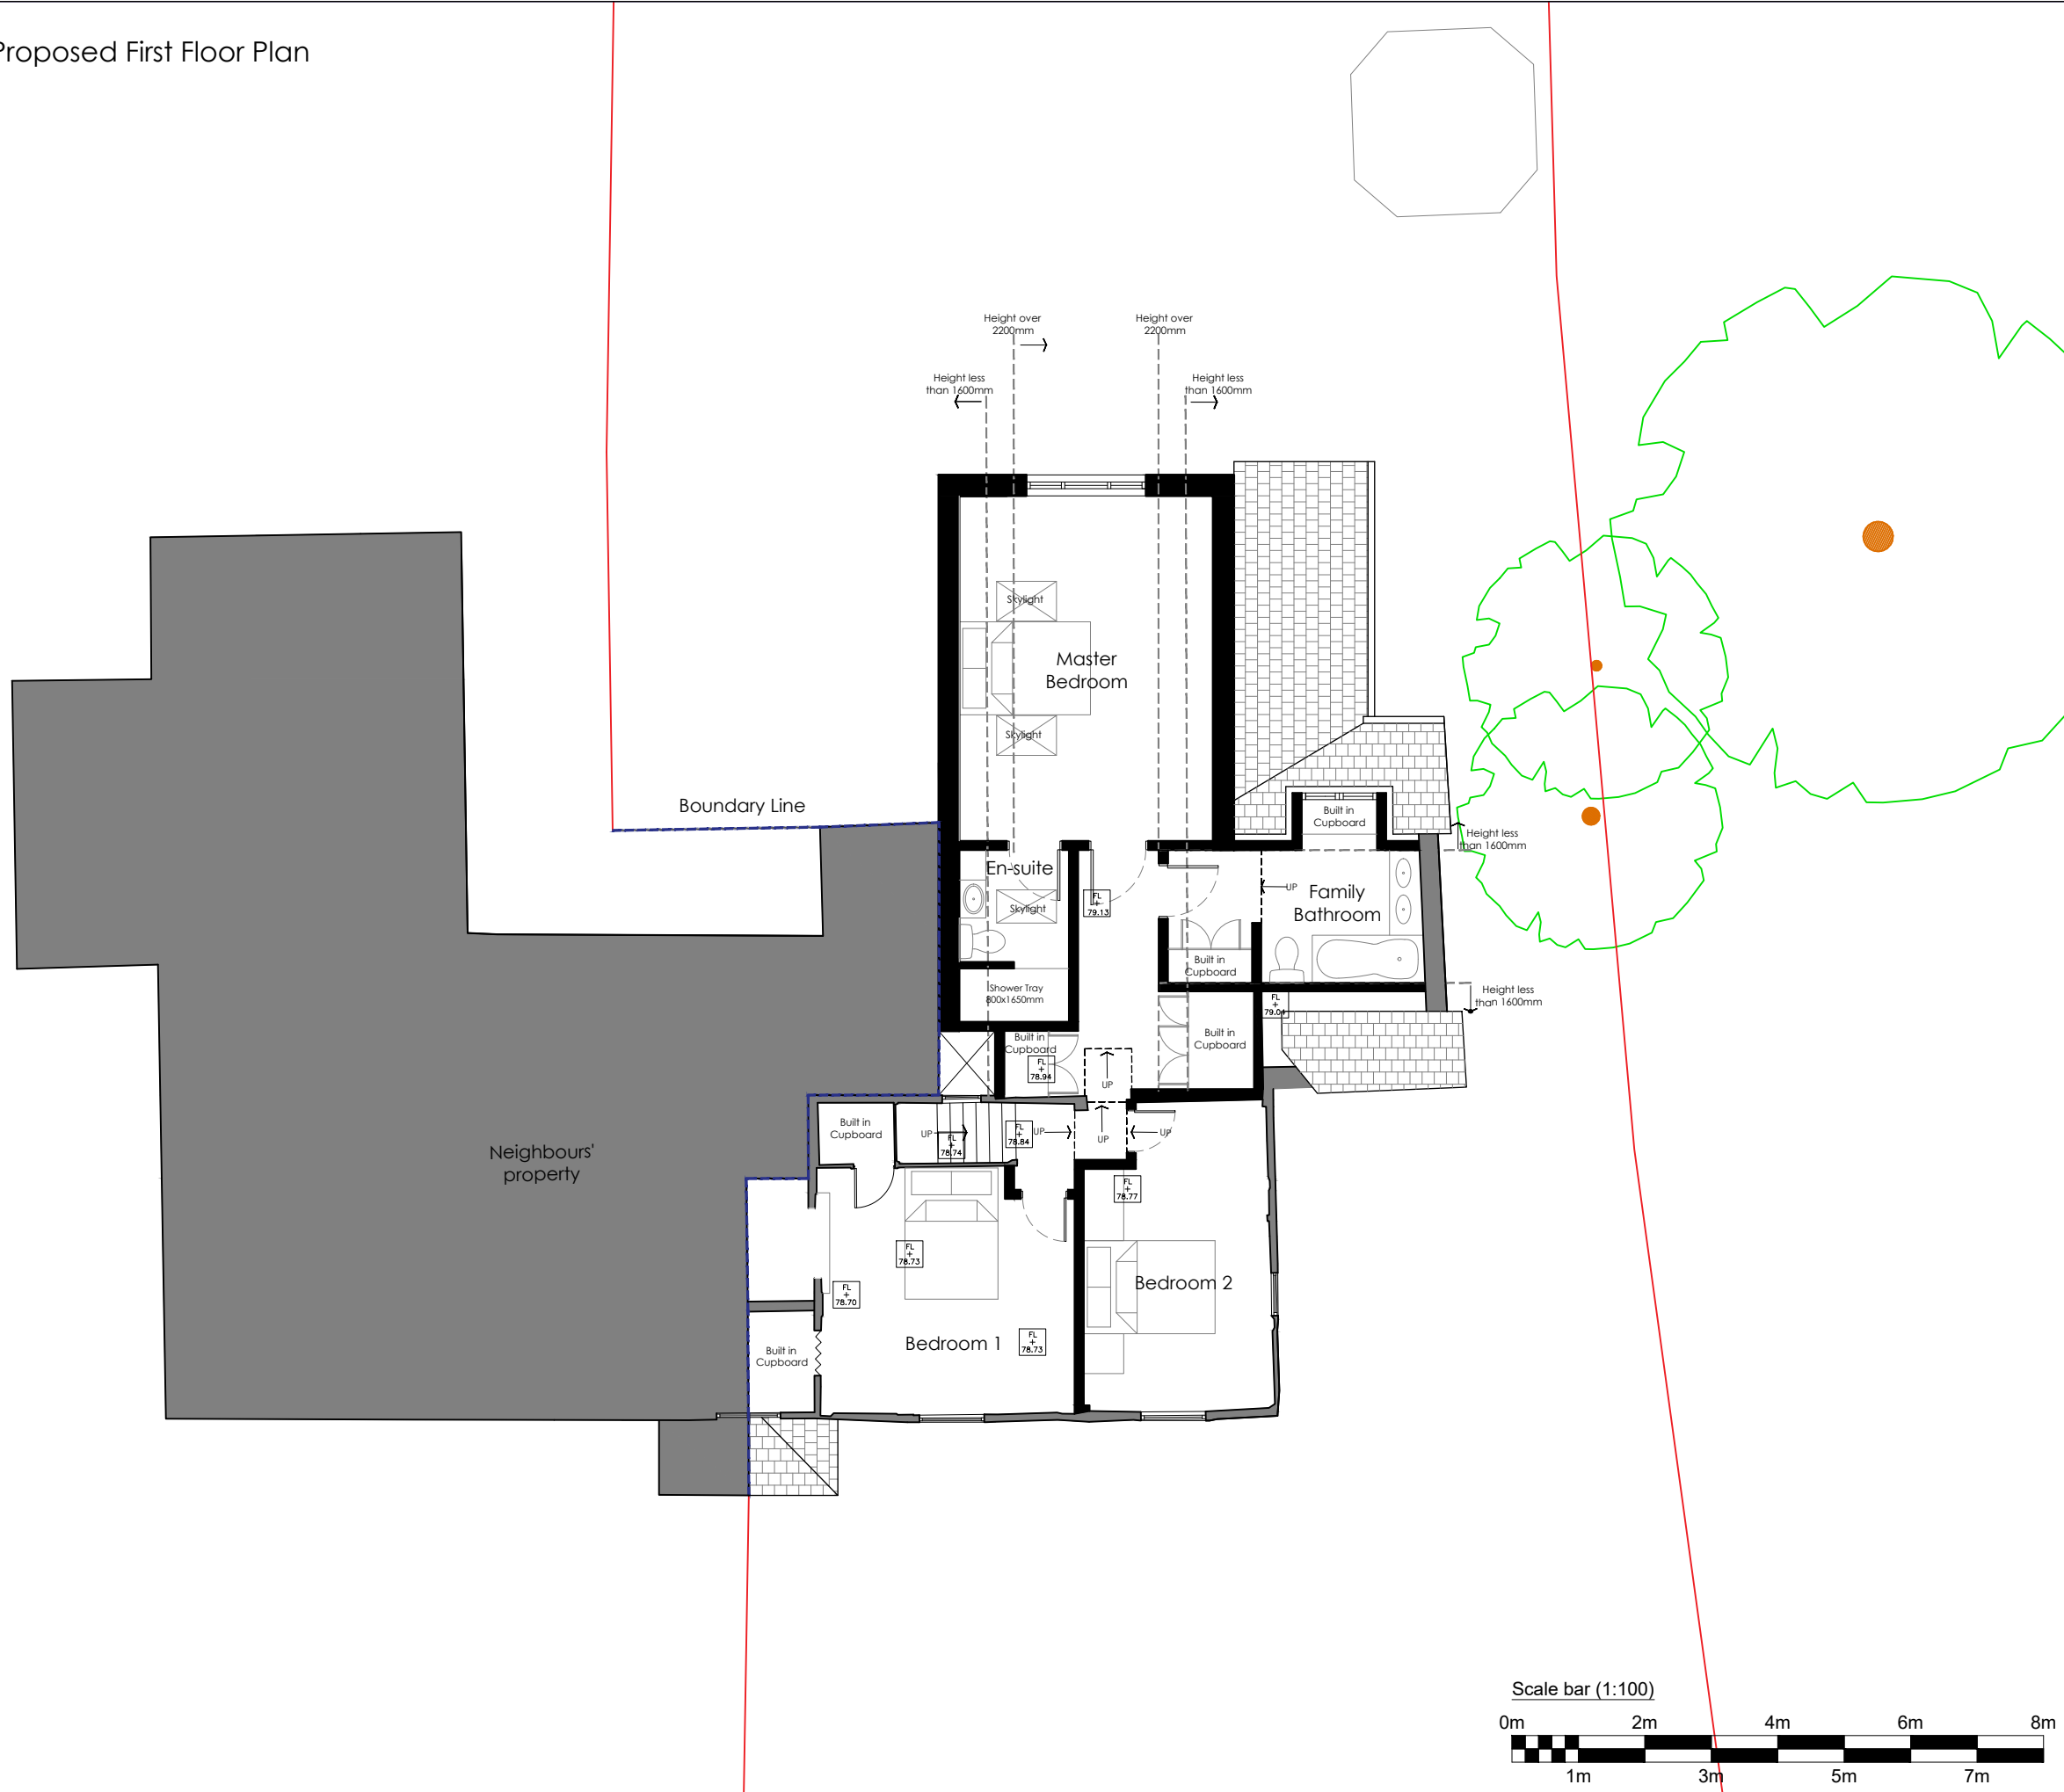 Proposed First Floor Plan
Height over
2200mm
Height over
2200mm
Height less
than 1600mm
Height less
than 1600mm
Skylight
Master
Bedroom
Skylight
Boundary Line
Built in
Cupboard
Height less
than 1600mm
En-suite
Skylight
FL
+
79.13
UP
Family
Bathroom
Built in
Cupboard
Shower Tray
800x1650mm
Height less
than 1600mm
FL
+
79.04
Built in
Cupboard
FL
+
78.94
Built in
Cupboard
UP
Built in
Cupboard
UP
FL
+
78.74
FL
+
78.84
UP
UP
UP
Neighbours'
property
FL
+
78.77
FL
+
78.73
FL
+
78.70
Bedroom 2
Bedroom 1
FL
+
78.73
Built in
Cupboard
Scale bar (1:100)
0m 2m 4m 6m 8m
1m 3m 5m 7m